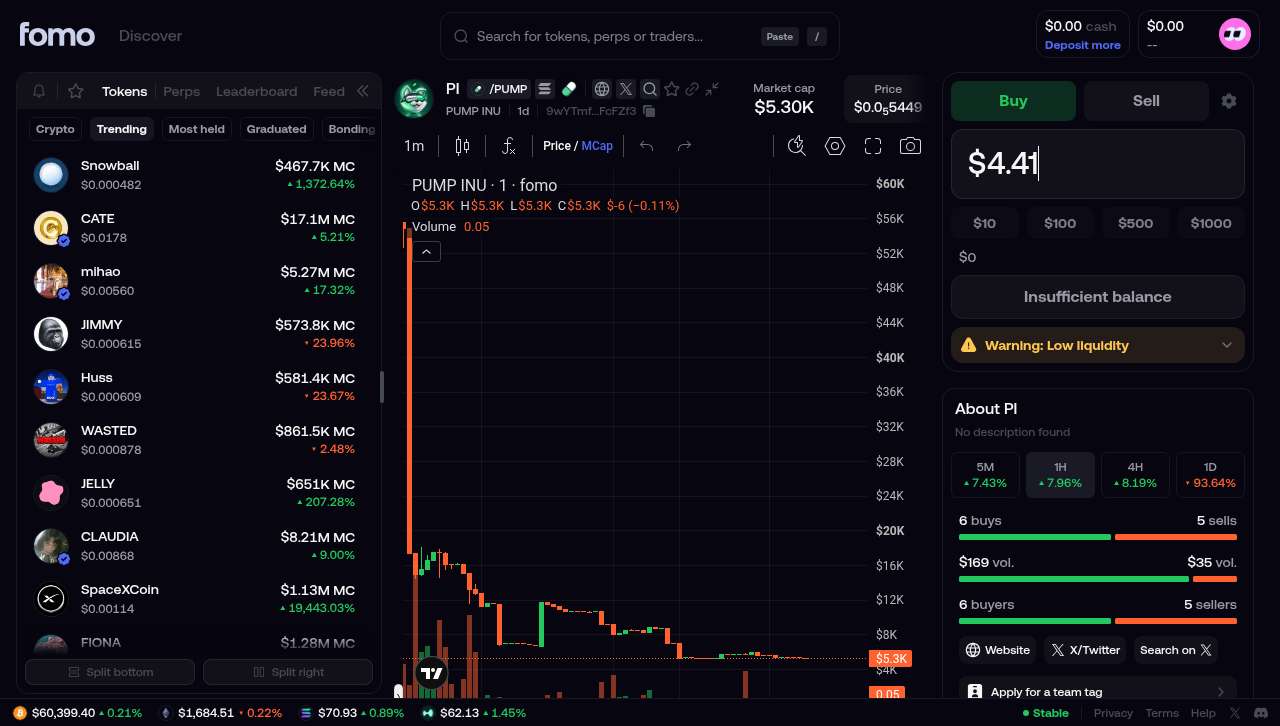 fomo
Discover
Search for tokens, perps or traders...
Paste
/
$0.00 cash
Deposit more
$0.00
--
Tokens
Perps
Leaderboard
Feed
Crypto
Trending
Most held
Graduated
Bonding
Snowball
$467.7K MC
$0.000482
1,372.64%
CATE
$17.1M MC
$0.0178
5.21%
mihao
$5.27M MC
$0.00560
17.32%
JIMMY
$573.8K MC
$0.000615
23.96%
Huss
$581.4K MC
$0.000609
23.67%
WASTED
$861.5K MC
$0.000878
2.48%
JELLY
$651K MC
$0.000651
207.28%
CLAUDIA
$8.21M MC
$0.00868
9.00%
SpaceXCoin
$1.13M MC
$0.00114
19,443.03%
FIONA
$1.28M MC
Split bottom
Split right
PI
/PUMP
PUMP INU
1d
9wYTmf...FcFZf3
Market cap
$5.30K
Price
$0.0₅5449
1m
Price / MCap
PUMP INU · 1 · fomo
O$5.3K H$5.3K L$5.3K C$5.3K $-6 (−0.11%)
Volume 0.05
$60K
$56K
$52K
$48K
$44K
$40K
$36K
$32K
$28K
$24K
$20K
$16K
$12K
$8K
$5.3K
$4K
0.05
Buy
Sell
$4.41
$10
$100
$500
$1000
$0
Insufficient balance
Warning: Low liquidity
About PI
No description found
5M
7.43%
1H
7.96%
4H
8.19%
1D
93.64%
6 buys
5 sells
$169 vol.
$35 vol.
6 buyers
5 sellers
Website
X/Twitter
Search on X
Apply for a team tag
$60,399.40 0.21%
$1,684.51 0.22%
$70.93 0.89%
$62.13 1.45%
Stable
Privacy
Terms
Help